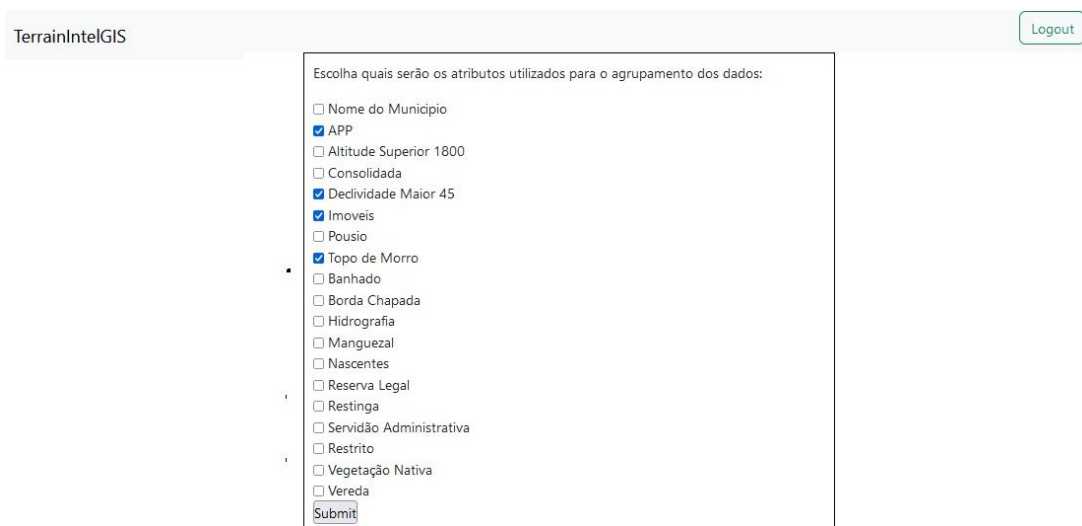 TerrainIntelGIS
Logout
Escolha quais serão os atributos utilizados para o agrupamento dos dados:
Nome do Municipio
APP
Altitude Superior 1800
Consolidada
Declividade Maior 45
Imoveis
Pousio
Topo de Morro
Banhado
Borda Chapada
Hidrografia
Manguezal
Nascentes
Reserva Legal
Restinga
Servidão Administrativa
Restrito
Vegetação Nativa
Vereda
Submit